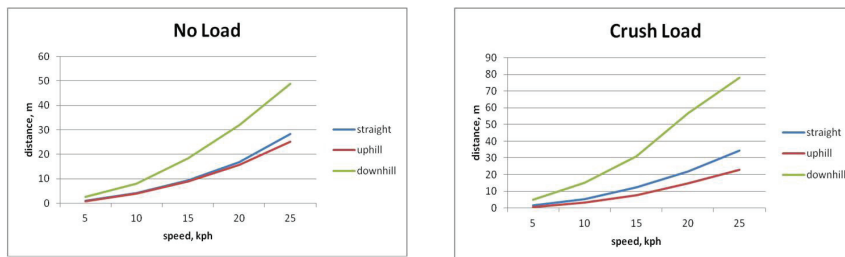 No Load
60
50
40
30
20
10
0
distance, m
5 10 15 20 25
speed, kph
straight
uphill
downhill
Crush Load
90
80
70
60
50
40
30
20
10
0
distance, m
5 10 15 20 25
speed, kph
straight
uphill
downhill